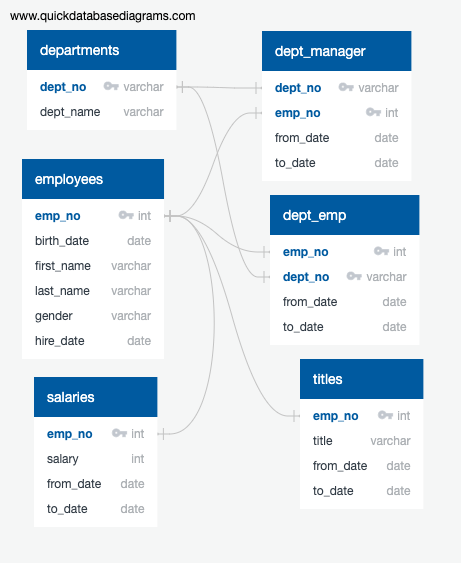 www.quickdatabasediagrams.com
departments
dept_no varchar
dept_name varchar
dept_manager
dept_no varchar
emp_no int
from_date date
to_date date
employees
emp_no int
birth_date date
first_name varchar
last_name varchar
gender varchar
hire_date date
dept_emp
emp_no int
dept_no varchar
from_date date
to_date date
salaries
emp_no int
salary int
from_date date
to_date date
titles
emp_no int
title varchar
from_date date
to_date date